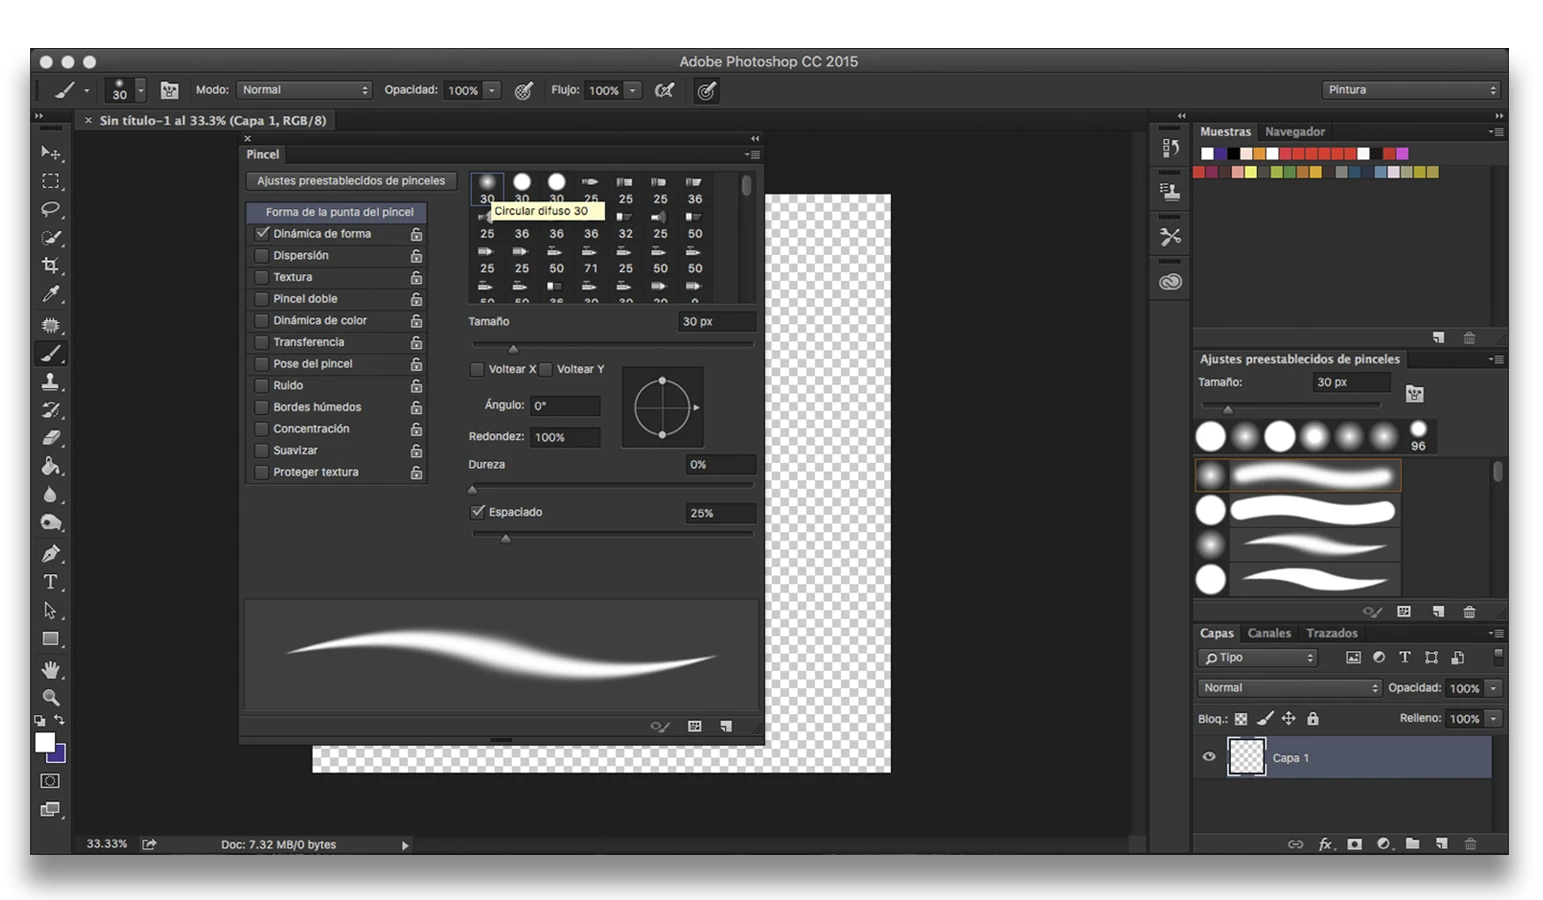 Adobe Photoshop CC 2015
30 Modo: Normal Opacidad: 100% Flujo: 100% Pintura
× Sin título-1 al 33.3% (Capa 1, RGB/8)
Pincel
Ajustes preestablecidos de pinceles
Forma de la punta del pincel
Dinámica de forma
Dispersión
Textura
Pincel doble
Dinámica de color
Transferencia
Pose del pincel
Ruido
Bordes húmedos
Concentración
Suavizar
Proteger textura
30 30 30 25 25 25 36
Circular difuso 30
25 36 36 36 32 25 50
25 25 50 71 25 50 50
Tamaño 30 px
Voltear X Voltear Y
Ángulo: 0°
Redondez: 100%
Dureza 0%
Espaciado 25%
Muestras Navegador
Ajustes preestablecidos de pinceles
Tamaño: 30 px
96
Capas Canales Trazados
Tipo
Normal Opacidad: 100%
Bloq.: Relleno: 100%
Capa 1
fx
33.33% Doc: 7.32 MB/0 bytes